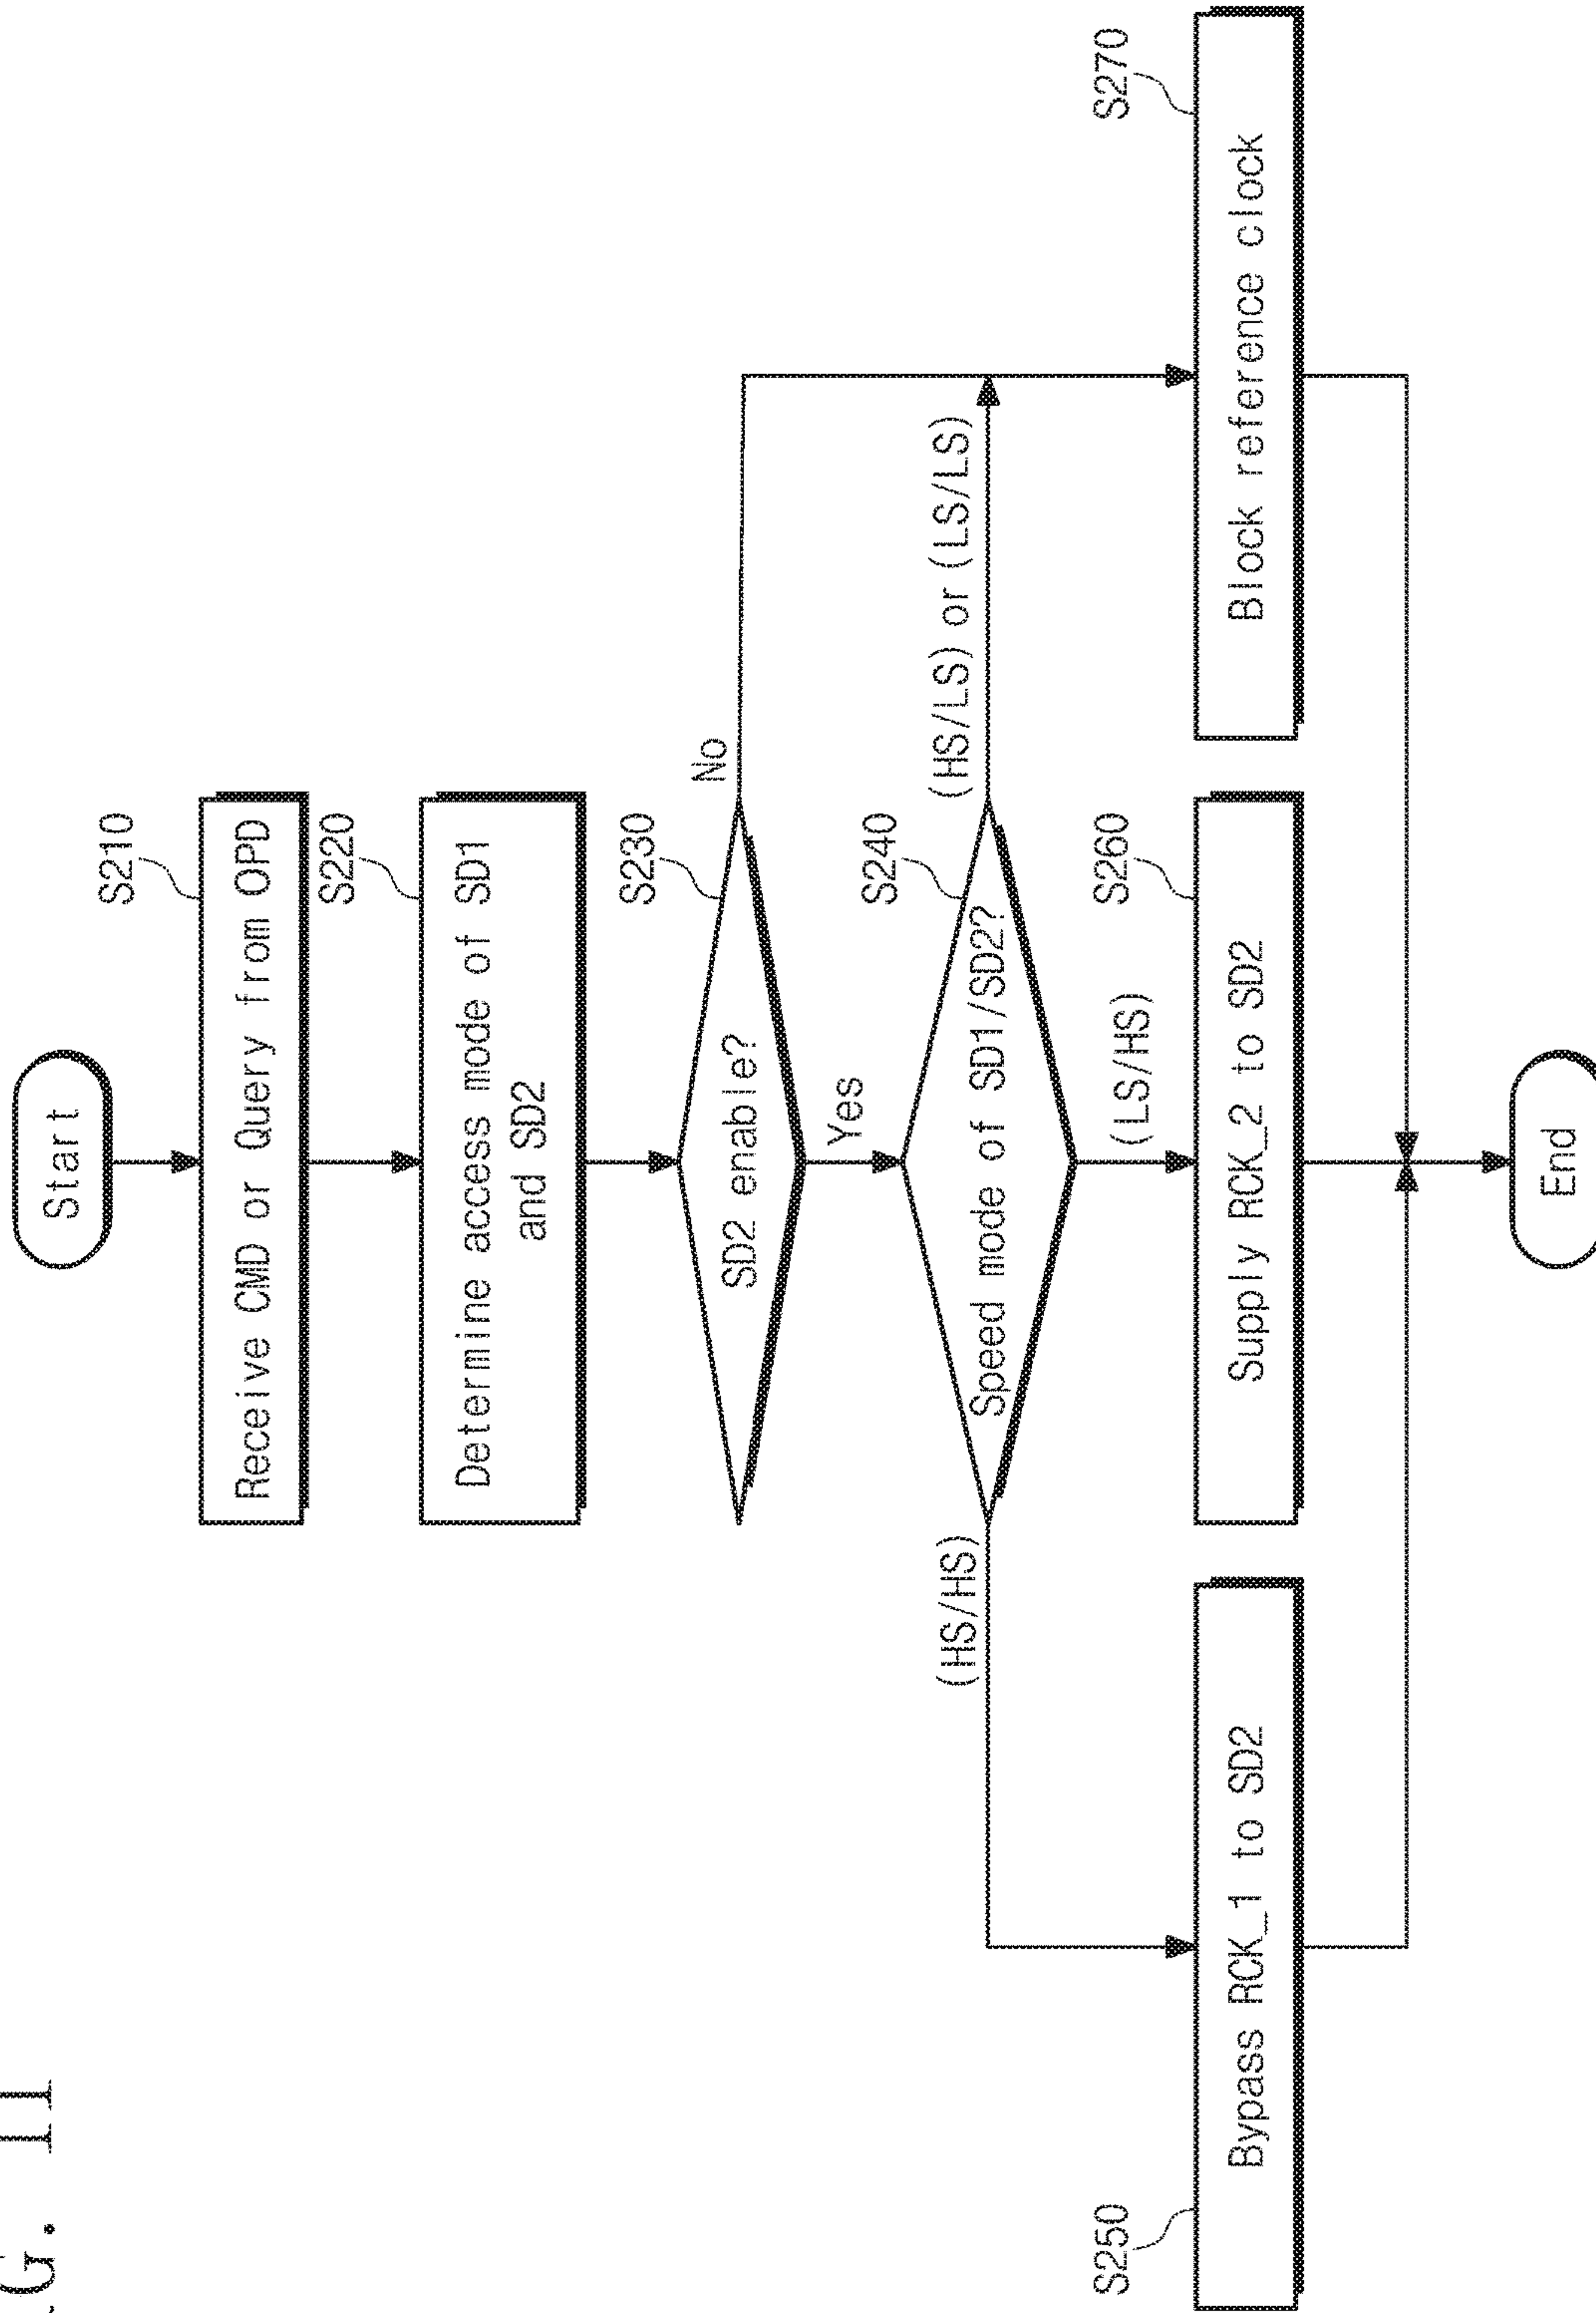 G. 11
Start
S210
Receive CMD or Query from OPD
S220
Determine access mode of SD1
and SD2
S230
SD2 enable?
No
Yes
S240
Speed mode of SD1/SD2?
(HS/HS)
(HS/LS) or (LS/LS)
(LS/HS)
S250
Bypass RCK_1 to SD2
S260
Supply RCK_2 to SD2
S270
Block reference clock
End